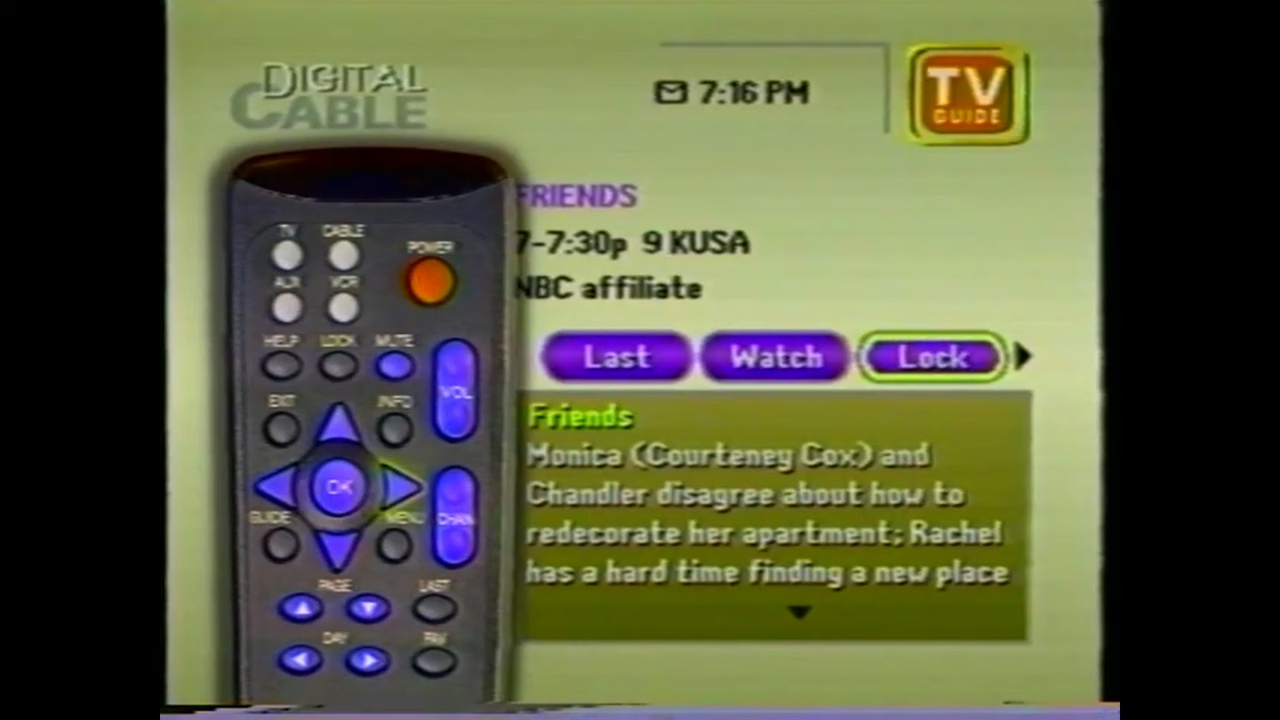 DIGITAL
CABLE
7:16 PM
TV
GUIDE
FRIENDS
7-7:30p 9 KUSA
NBC affiliate
Last
Watch
Lock
Friends
Monica (Courteney Cox) and
Chandler disagree about how to
redecorate her apartment; Rachel
has a hard time finding a new place
TV CABLE
POWER
AUX VCR
HELP LOCK MUTE
VOL
EXIT INFO
OK
GUIDE MENU
CHAN
PAGE LAST
DAY FAV